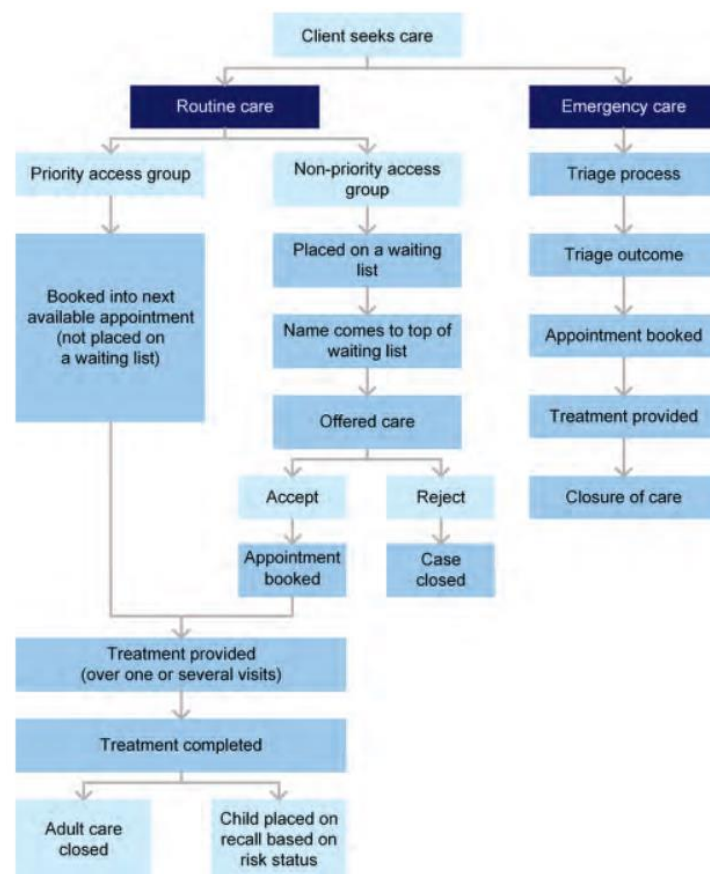 Client seeks care
Routine care
Emergency care
Priority access group
Non-priority access
group
Triage process
Placed on a waiting
list
Triage outcome
Booked into next
available appointment
(not placed on
a waiting list)
Name comes to top of
waiting list
Appointment booked
Offered care
Treatment provided
Accept
Reject
Closure of care
Appointment
booked
Case
closed
Treatment provided
(over one or several visits)
Treatment completed
Adult care
closed
Child placed on
recall based on
risk status